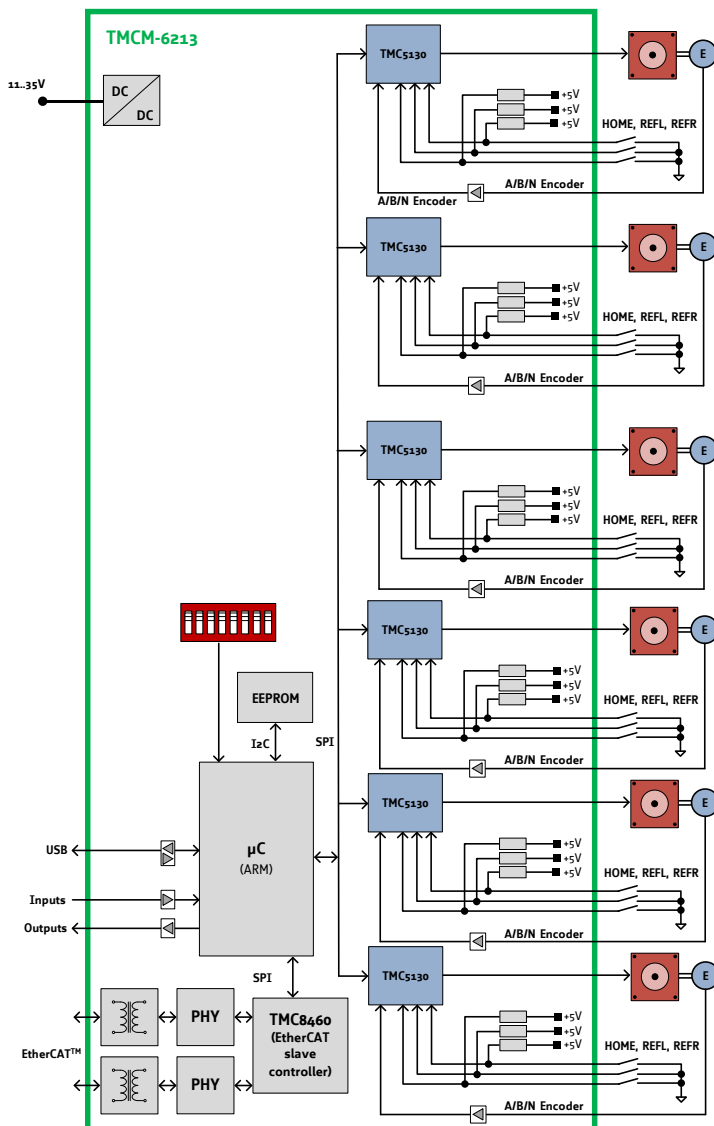 TMCM-6213
11..35V
DC
DC
TMC5130
E
+5V
+5V
+5V
HOME, REFL, REFR
A/B/N Encoder
A/B/N Encoder
TMC5130
E
+5V
+5V
+5V
HOME, REFL, REFR
A/B/N Encoder
TMC5130
E
+5V
+5V
+5V
HOME, REFL, REFR
A/B/N Encoder
TMC5130
E
+5V
+5V
+5V
HOME, REFL, REFR
A/B/N Encoder
EEPROM
I2C
SPI
TMC5130
E
+5V
+5V
+5V
HOME, REFL, REFR
A/B/N Encoder
USB
µC
(ARM)
Inputs
Outputs
SPI
TMC5130
E
+5V
+5V
+5V
HOME, REFL, REFR
A/B/N Encoder
PHY
TMC8460
(EtherCAT
slave
controller)
EtherCAT™
PHY